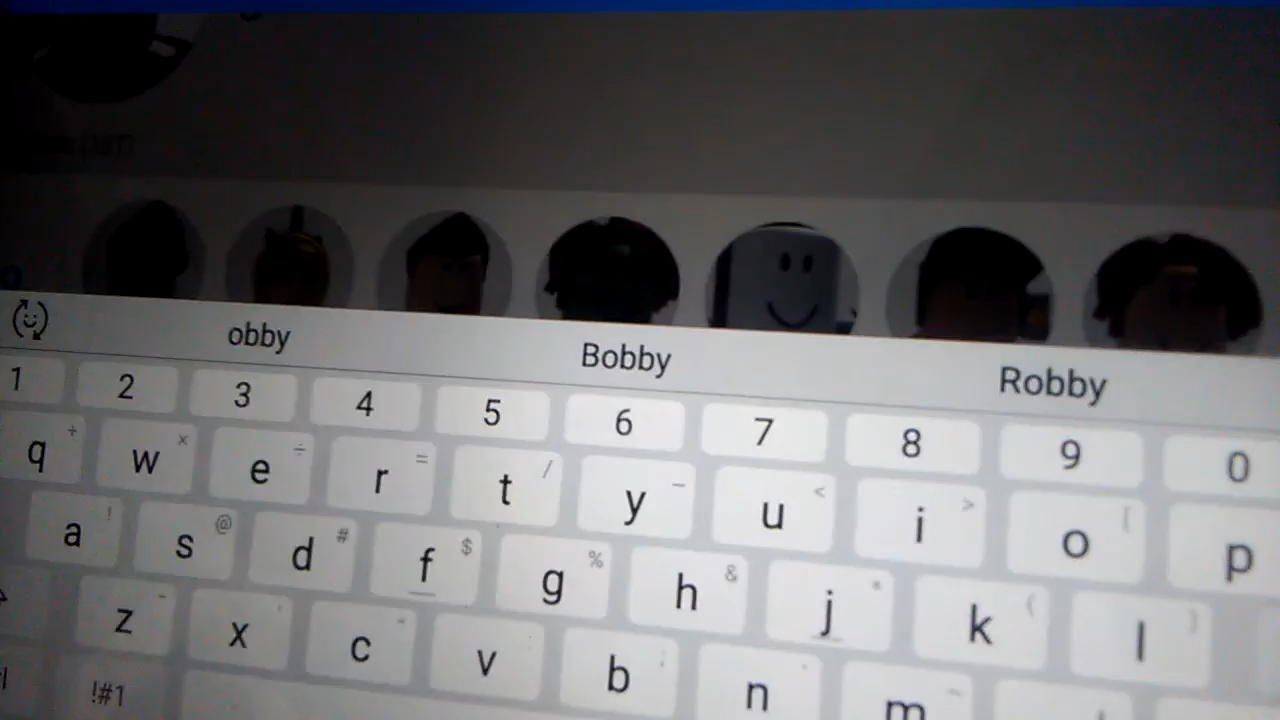 obby Bobby Robby
1 2 3 4 5 6 7 8 9 0
q + w × e ÷ r = t / y _ u < i > o [ p
a ! s @ d # f $ g % h & j * k ( l )
z - x ' c " v : b ; n , m
!#1